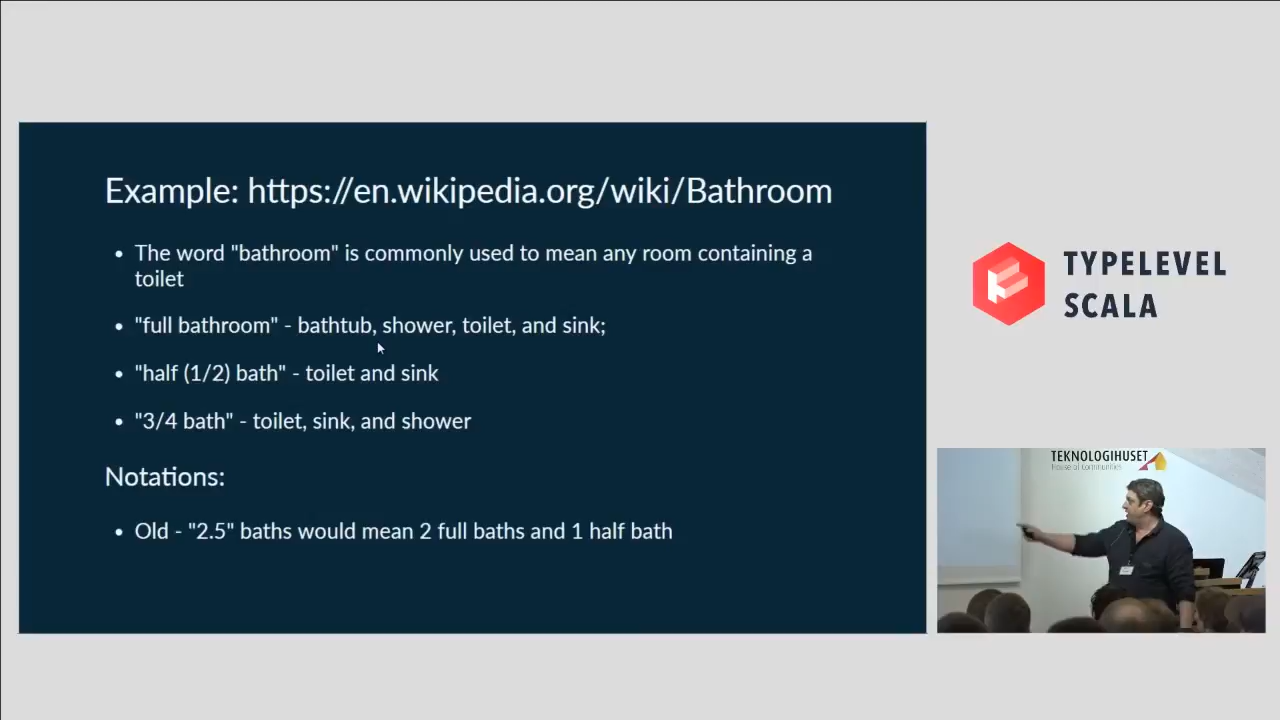 Example: https://en.wikipedia.org/wiki/Bathroom
• The word "bathroom" is commonly used to mean any room containing a
toilet
• "full bathroom" - bathtub, shower, toilet, and sink;
• "half (1/2) bath" - toilet and sink
• "3/4 bath" - toilet, sink, and shower
Notations:
• Old - "2.5" baths would mean 2 full baths and 1 half bath
TYPELEVEL
SCALA
TEKNOLOGIHUSET
House of Communities